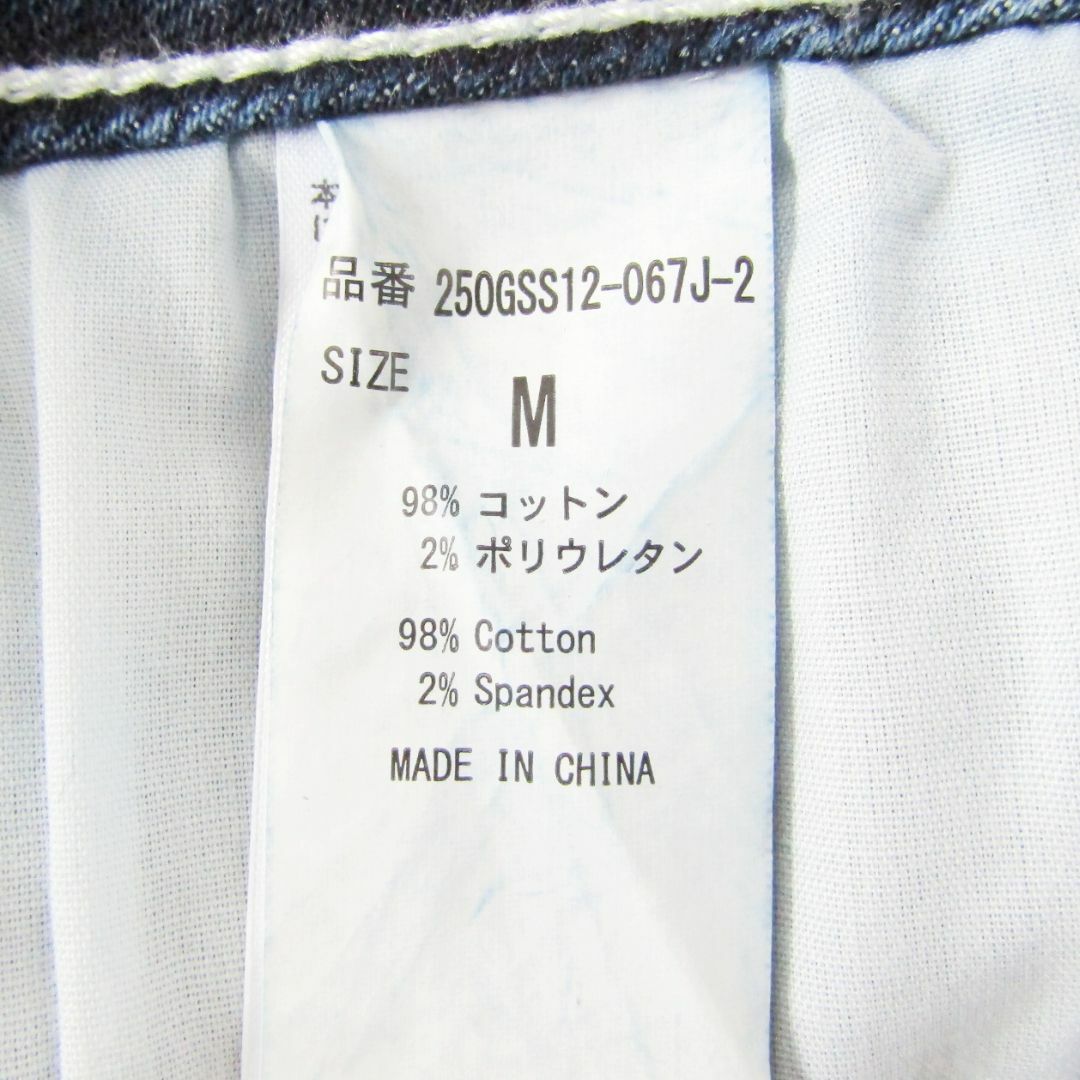 本
品番 250GSS12-067J-2
SIZE
M
98% コットン
2% ポリウレタン
98% Cotton
2% Spandex
MADE IN CHINA